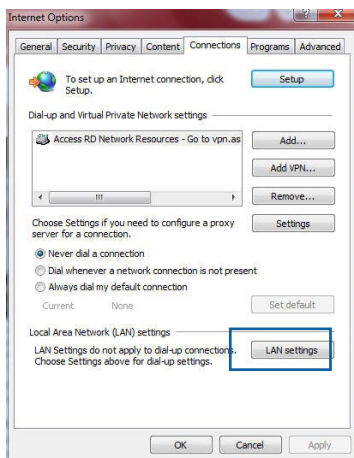 Internet Options
General Security Privacy Content Connections Programs Advanced
To set up an Internet connection, click
Setup.
Setup
Dial-up and Virtual Private Network settings
Access RD Network Resources - Go to vpn.as
Add...
Add VPN...
Remove...
Choose Settings if you need to configure a proxy
server for a connection.
Settings
Never dial a connection
Dial whenever a network connection is not present
Always dial my default connection
Current None
Set default
Local Area Network (LAN) settings
LAN Settings do not apply to dial-up connections.
Choose Settings above for dial-up settings.
LAN settings
OK Cancel Apply